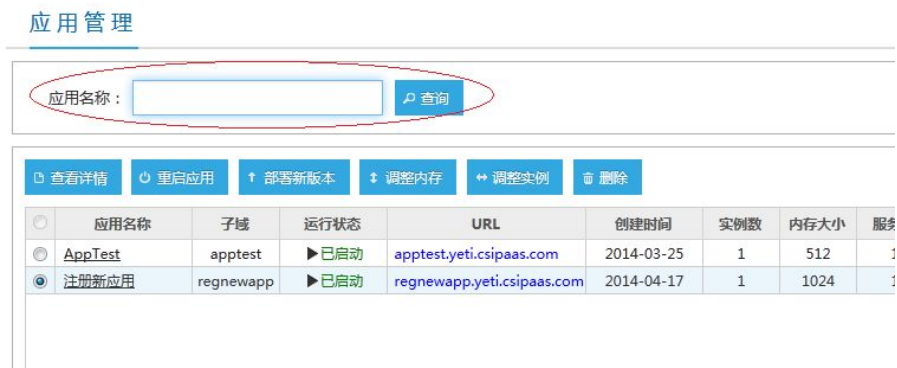 应用管理
应用名称： 查询
查看详情 重启应用 部署新版本 调整内存 调整实例 删除
应用名称 子域 运行状态 URL 创建时间 实例数 内存大小
AppTest apptest 已启动 apptest.yeti.csipaas.com 2014-03-25 1 512
注册新应用 regnewapp 已启动 regnewapp.yeti.csipaas.com 2014-04-17 1 1024